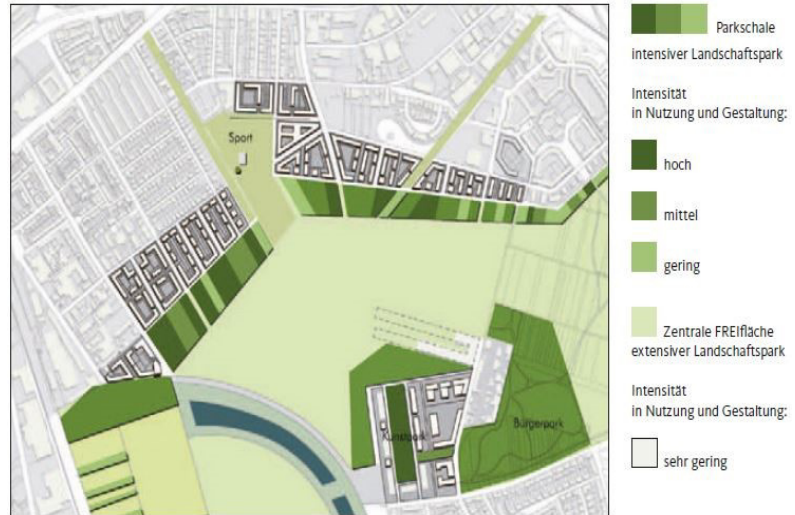 Sport
Kunstpark
Bürgerpark
Parkschale
intensiver Landschaftspark
Intensität
in Nutzung und Gestaltung:
hoch
mittel
gering
Zentrale FREIfläche
extensiver Landschaftspark
Intensität
in Nutzung und Gestaltung:
sehr gering